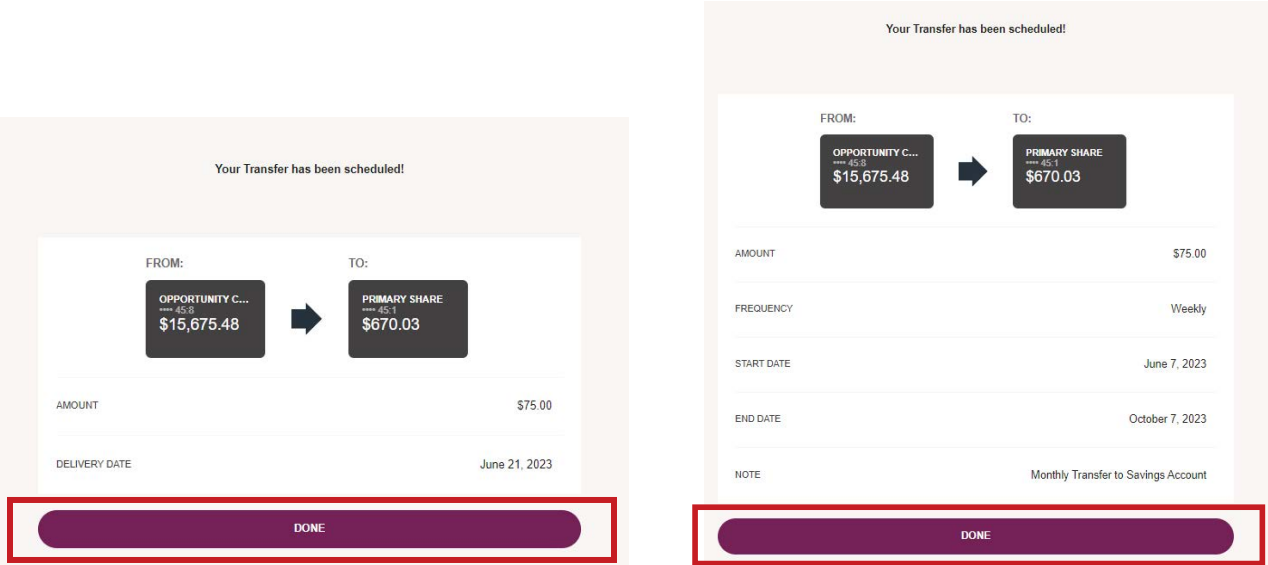 Your Transfer has been scheduled!
FROM: TO:
OPPORTUNITY C... PRIMARY SHARE
•••• 45:8 •••• 45:1
$15,675.48 $670.03
AMOUNT $75.00
DELIVERY DATE June 21, 2023
DONE
Your Transfer has been scheduled!
FROM: TO:
OPPORTUNITY C... PRIMARY SHARE
•••• 45:8 •••• 45:1
$15,675.48 $670.03
AMOUNT $75.00
FREQUENCY Weekly
START DATE June 7, 2023
END DATE October 7, 2023
NOTE Monthly Transfer to Savings Account
DONE